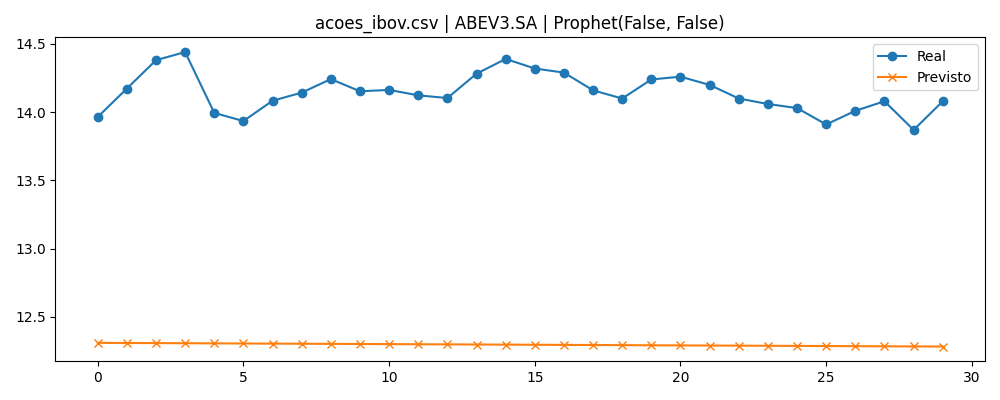 acoes_ibov.csv | ABEV3.SA | Prophet(False, False)
Real
Previsto
14.5
14.0
13.5
13.0
12.5
0 5 10 15 20 25 30